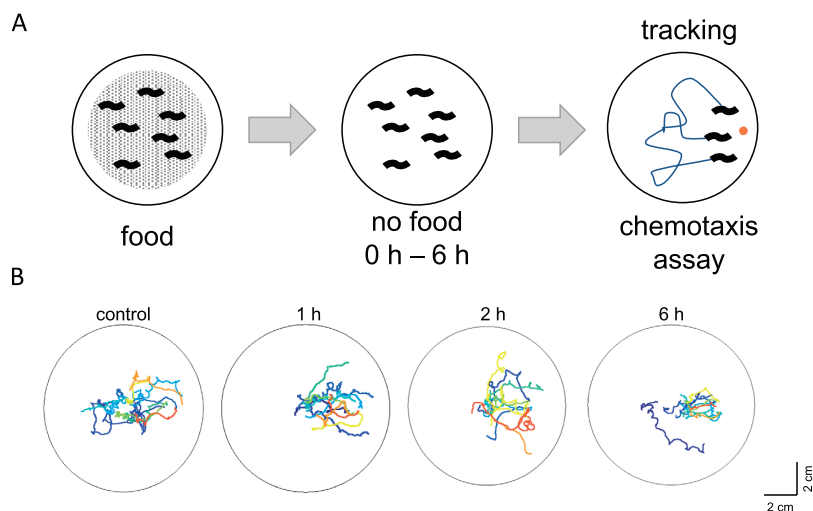 A
tracking
food
no food
0 h – 6 h
chemotaxis
assay
B
control
1 h
2 h
6 h
2 cm
2 cm